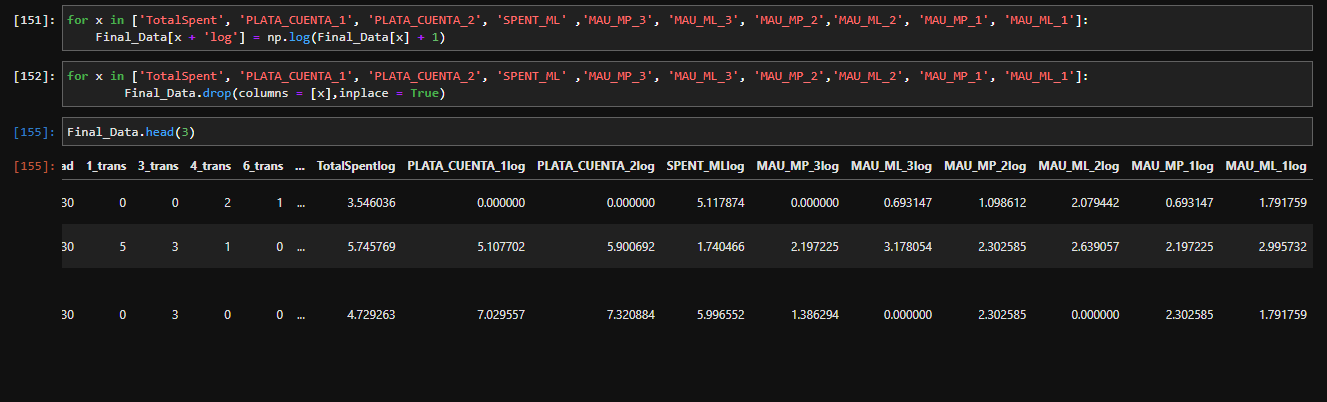 [151]: for x in ['TotalSpent', 'PLATA_CUENTA_1', 'PLATA_CUENTA_2', 'SPENT_ML' ,'MAU_MP_3', 'MAU_ML_3', 'MAU_MP_2','MAU_ML_2', 'MAU_MP_1', 'MAU_ML_1']:
Final_Data[x + 'log'] = np.log(Final_Data[x] + 1)
[152]: for x in ['TotalSpent', 'PLATA_CUENTA_1', 'PLATA_CUENTA_2', 'SPENT_ML' ,'MAU_MP_3', 'MAU_ML_3', 'MAU_MP_2','MAU_ML_2', 'MAU_MP_1', 'MAU_ML_1']:
Final_Data.drop(columns = [x],inplace = True)
[155]: Final_Data.head(3)
[155]: ad 1_trans 3_trans 4_trans 6_trans ... TotalSpentlog PLATA_CUENTA_1log PLATA_CUENTA_2log SPENT_MLlog MAU_MP_3log MAU_ML_3log MAU_MP_2log MAU_ML_2log MAU_MP_1log MAU_ML_1log
30 0 0 2 1 ... 3.546036 0.000000 0.000000 5.117874 0.000000 0.693147 1.098612 2.079442 0.693147 1.791759
30 5 3 1 0 ... 5.745769 5.107702 5.900692 1.740466 2.197225 3.178054 2.302585 2.639057 2.197225 2.995732
30 0 3 0 0 ... 4.729263 7.029557 7.320884 5.996552 1.386294 0.000000 2.302585 0.000000 2.302585 1.791759